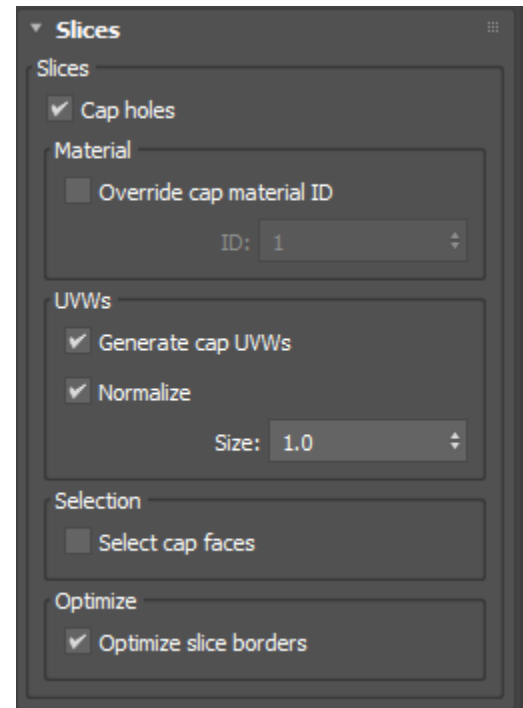 Slices
Slices
Cap holes
Material
Override cap material ID
ID: 1
UVWs
Generate cap UVWs
Normalize
Size: 1.0
Selection
Select cap faces
Optimize
Optimize slice borders